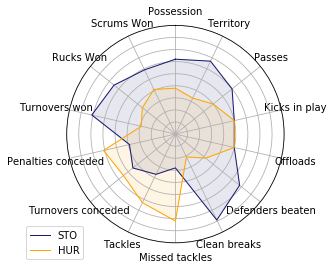 Possession
Scrums Won
Territory
Rucks Won
Passes
Turnovers won
Kicks in play
Penalties conceded
Offloads
Turnovers conceded
Defenders beaten
Tackles
Clean breaks
Missed tackles
STO
HUR